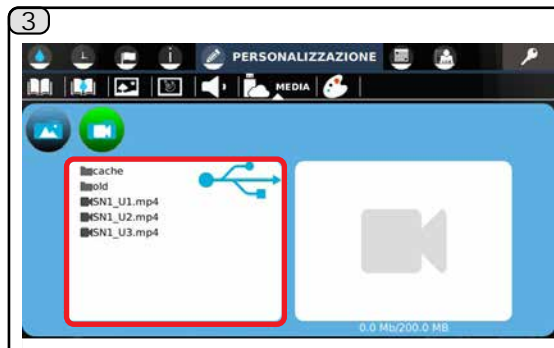 3
PERSONALIZZAZIONE
MEDIA
cache
old
SN1_U1.mp4
SN1_U2.mp4
SN1_U3.mp4
0.0 Mb/200.0 MB